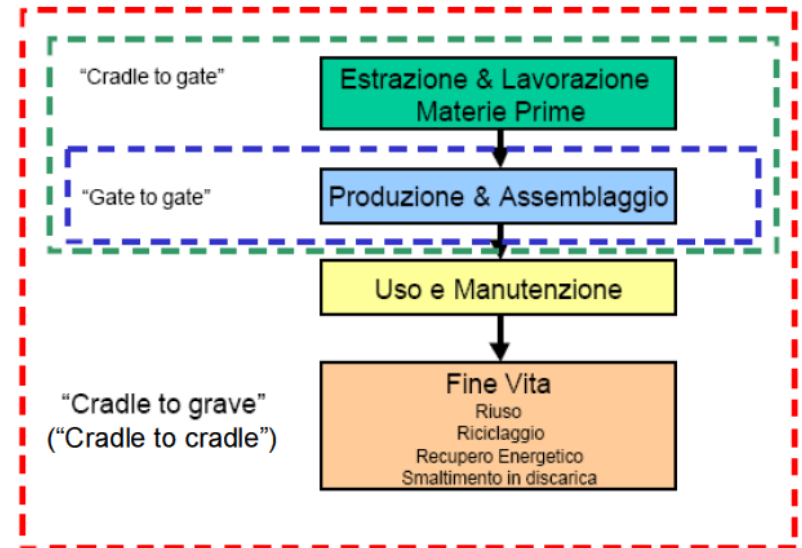 “Cradle to gate”
Estrazione & Lavorazione
Materie Prime
“Gate to gate”
Produzione & Assemblaggio
Uso e Manutenzione
“Cradle to grave”
(“Cradle to cradle”)
Fine Vita
Riuso
Riciclaggio
Recupero Energetico
Smaltimento in discarica